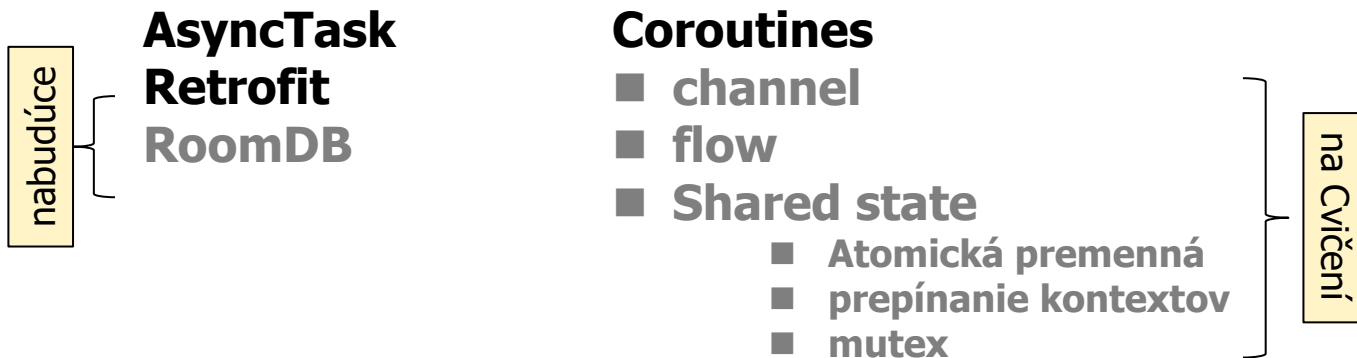 nabudúce
AsyncTask
Retrofit
RoomDB
Coroutines
■ channel
■ flow
■ Shared state
■ Atomická premenná
■ prepínanie kontextov
■ mutex
na Cvičení